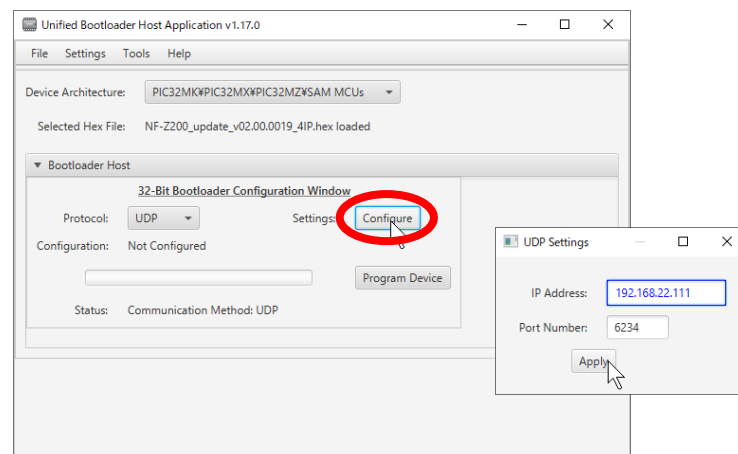 Unified Bootloader Host Application v1.17.0
File Settings Tools Help
Device Architecture: PIC32MK¥PIC32MX¥PIC32MZ¥SAM MCUs
Selected Hex File: NF-Z200_update_v02.00.0019_4IP.hex loaded
Bootloader Host
32-Bit Bootloader Configuration Window
Protocol: UDP Settings: Configure
Configuration: Not Configured
Program Device
Status: Communication Method: UDP
UDP Settings
IP Address: 192.168.22.111
Port Number: 6234
Apply